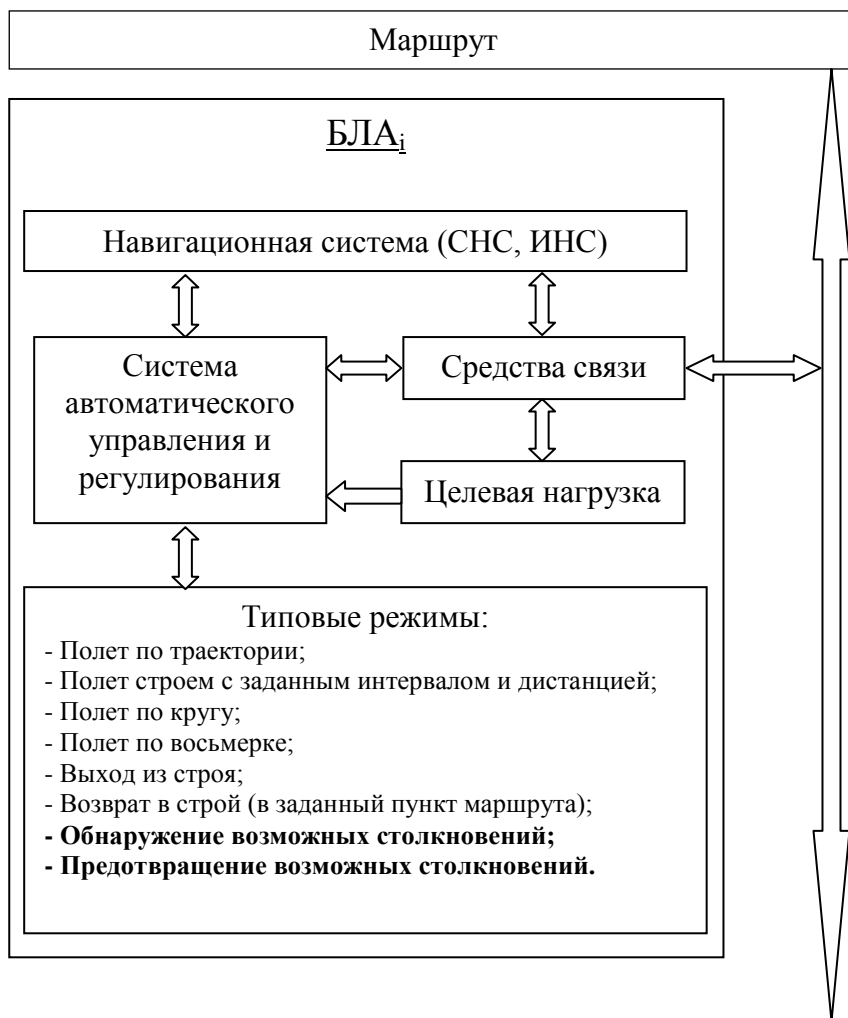 Маршрут
БЛАi
Навигационная система (СНС, ИНС)
Система
автоматического
управления и
регулирования
Средства связи
Целевая нагрузка
Типовые режимы:
- Полет по траектории;
- Полет строем с заданным интервалом и дистанцией;
- Полет по кругу;
- Полет по восьмерке;
- Выход из строя;
- Возврат в строй (в заданный пункт маршрута);
- Обнаружение возможных столкновений;
- Предотвращение возможных столкновений.